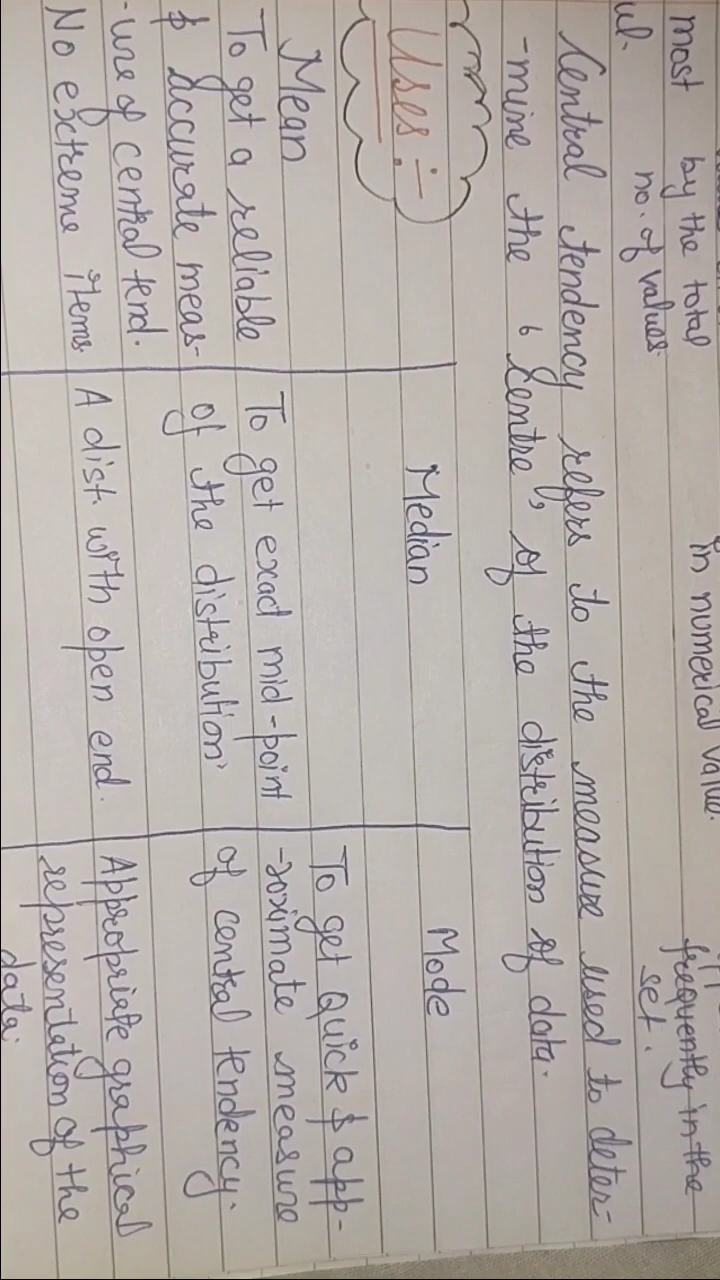 most by the total in numerical value. frequently in the
ul. no. of values. set.
Central tendency refers to the measure used to deter-
-mine the 'Centre' of the distribution of data.
Uses :-
Mean
To get a reliable
& accurate meas-
-ure of central tend.
No extreme items
Median
To get exact mid-point
of the distribution.
A dist. with open end.
Mode
To get quick & app-
-roximate measure
of central tendency.
Appropriate graphical
representation of the
data.